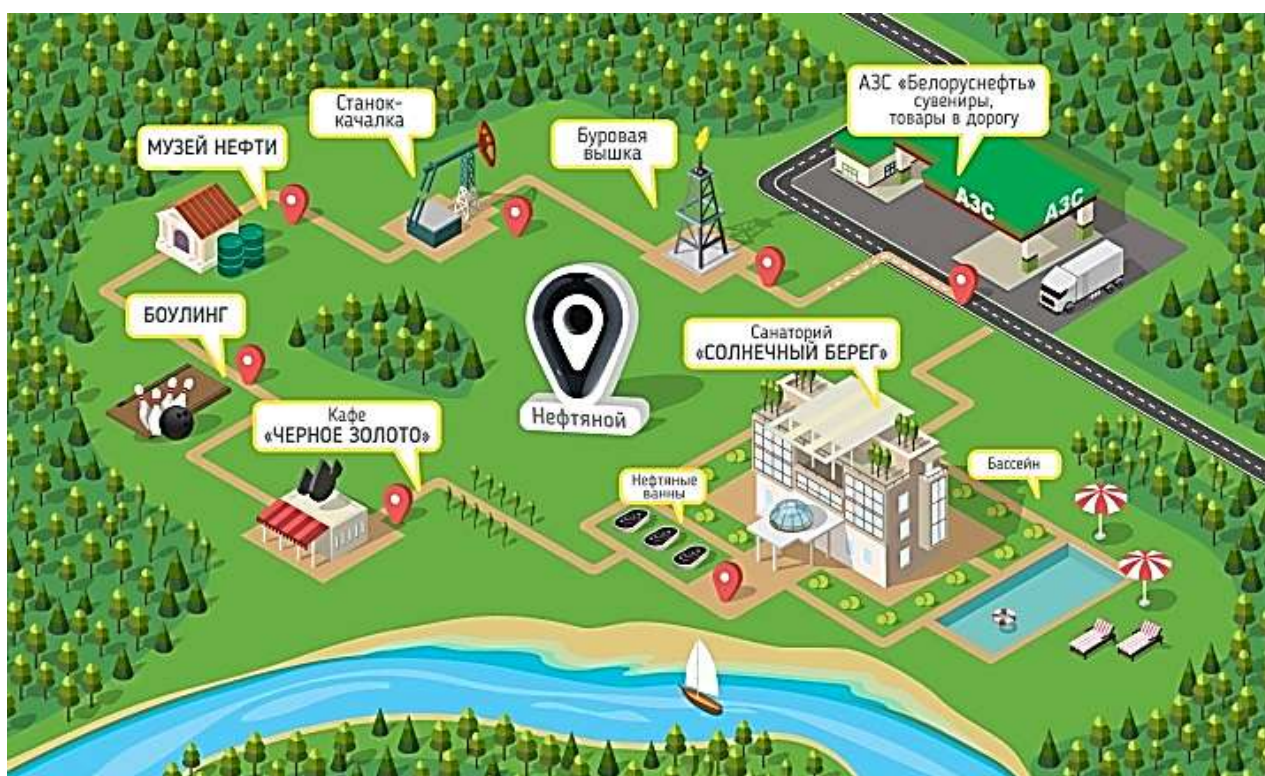 АЗС «Белоруснефть»
сувениры,
товары в дорогу
Станок-
качалка
Буровая
вышка
МУЗЕЙ НЕФТИ
АЗС
АЗС
БОУЛИНГ
Санаторий
«СОЛНЕЧНЫЙ БЕРЕГ»
Нефтяной
Кафе
«ЧЕРНОЕ ЗОЛОТО»
Бассейн
Нефтяные
ванны